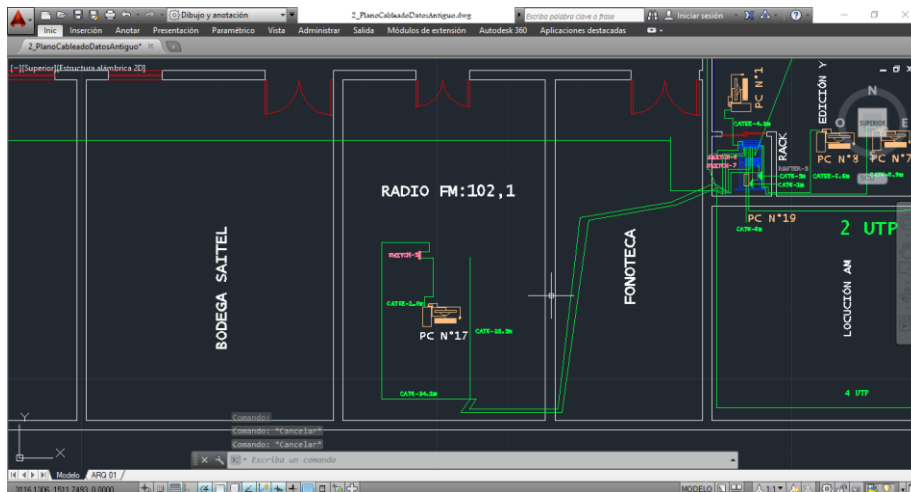 Dibujo y anotación
2_PlanoCableadoDatosAntiguo.dwg
Escriba palabra clave o frase
Iniciar sesión
Inic
Inserción
Anotar
Presentación
Paramétrico
Vista
Administrar
Salida
Módulos de extensión
Autodesk 360
Aplicaciones destacadas
2_PlanoCableadoDatosAntiguo*
[−][Superior][Estructura alámbrica 2D]
PC N°1
EDICIÓN Y
N
O
SUPERIOR
E
RACK
PC N°8
PC N°7
RADIO FM:102,1
PC N°19
2 UTP
BODEGA SAITEL
FONOTECA
LOCUCIÓN AM
PC N°17
4 UTP
Y
X
Comando:
Comando: *Cancelar*
Comando: *Cancelar*
Escriba un comando
Modelo
ARQ 01
MODELO
1:1